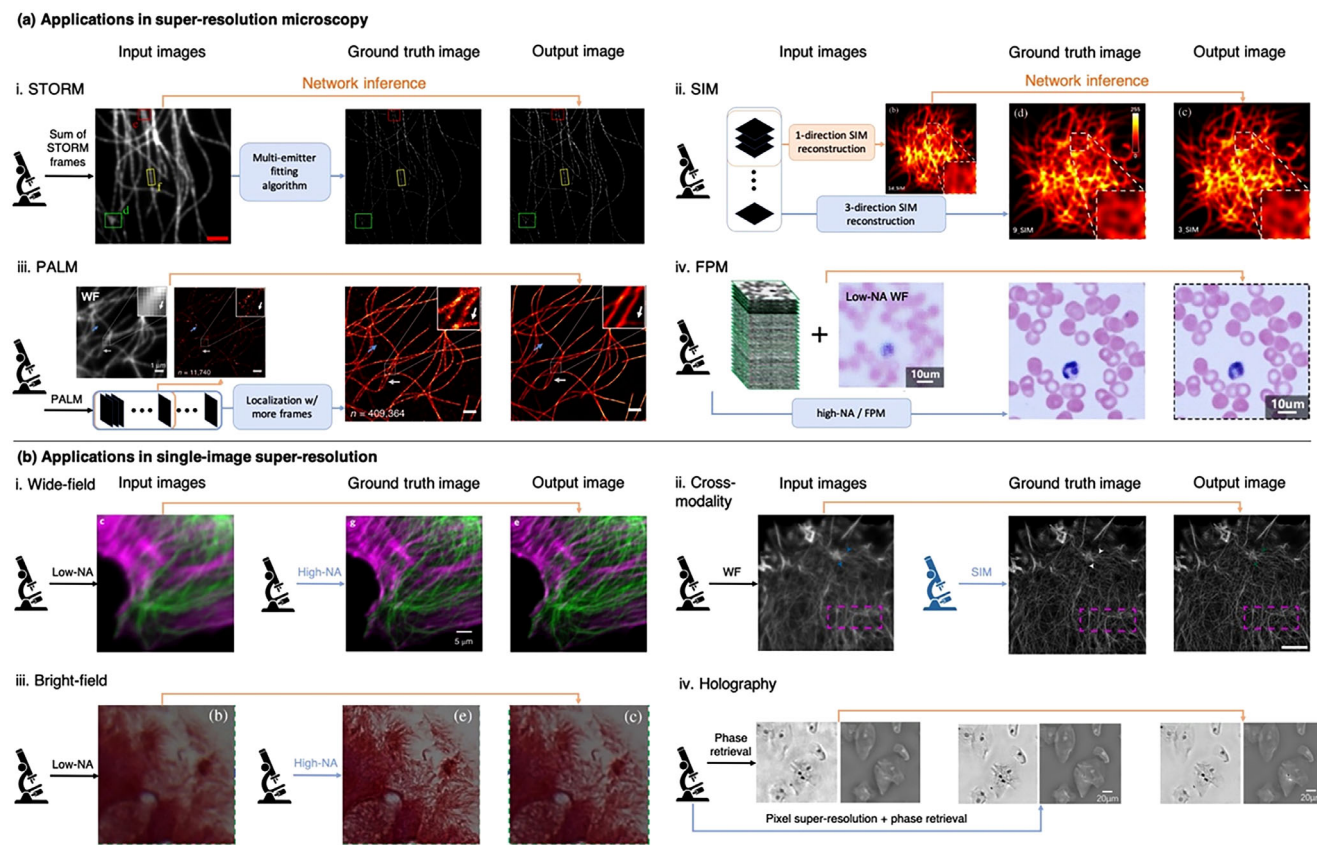 (a) Applications in super-resolution microscopy
Input images
Ground truth image
Output image
i. STORM
Network inference
Sum of
STORM
frames
e
f
d
Multi-emitter
fitting
algorithm
Input images
Ground truth image
Output image
ii. SIM
Network inference
1-direction SIM
reconstruction
(b)
(d)
255
0
(c)
3-direction SIM
reconstruction
9_SIM
3_SIM
iii. PALM
WF
1 μm
n = 11,740
PALM
Localization w/
more frames
n = 409,364
iv. FPM
+
Low-NA WF
10um
10um
high-NA / FPM
(b) Applications in single-image super-resolution
i. Wide-field
Input images
Ground truth image
Output image
c
g
e
Low-NA
High-NA
5 μm
ii. Cross-
modality
Input images
Ground truth image
Output image
WF
SIM
iii. Bright-field
(b)
(e)
(c)
Low-NA
High-NA
iv. Holography
Phase
retrieval
20μm
20μm
Pixel super-resolution + phase retrieval